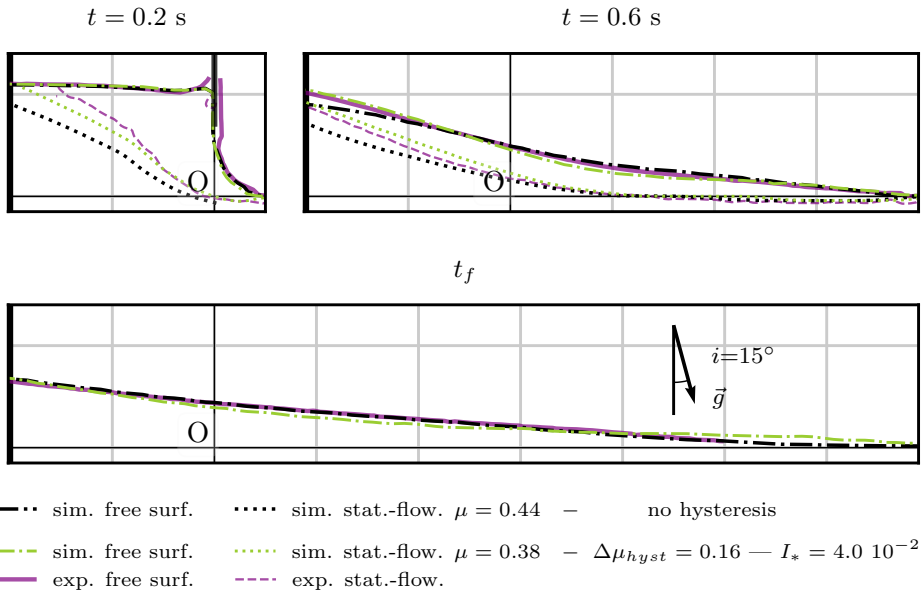 t = 0.2 s
t = 0.6 s
O
O
t_f
i=15°
g⃗
O
sim. free surf. sim. stat.-flow. μ = 0.44 – no hysteresis
sim. free surf. sim. stat.-flow. μ = 0.38 – Δμ_hyst = 0.16 — I_* = 4.0 10⁻²
exp. free surf. exp. stat.-flow.